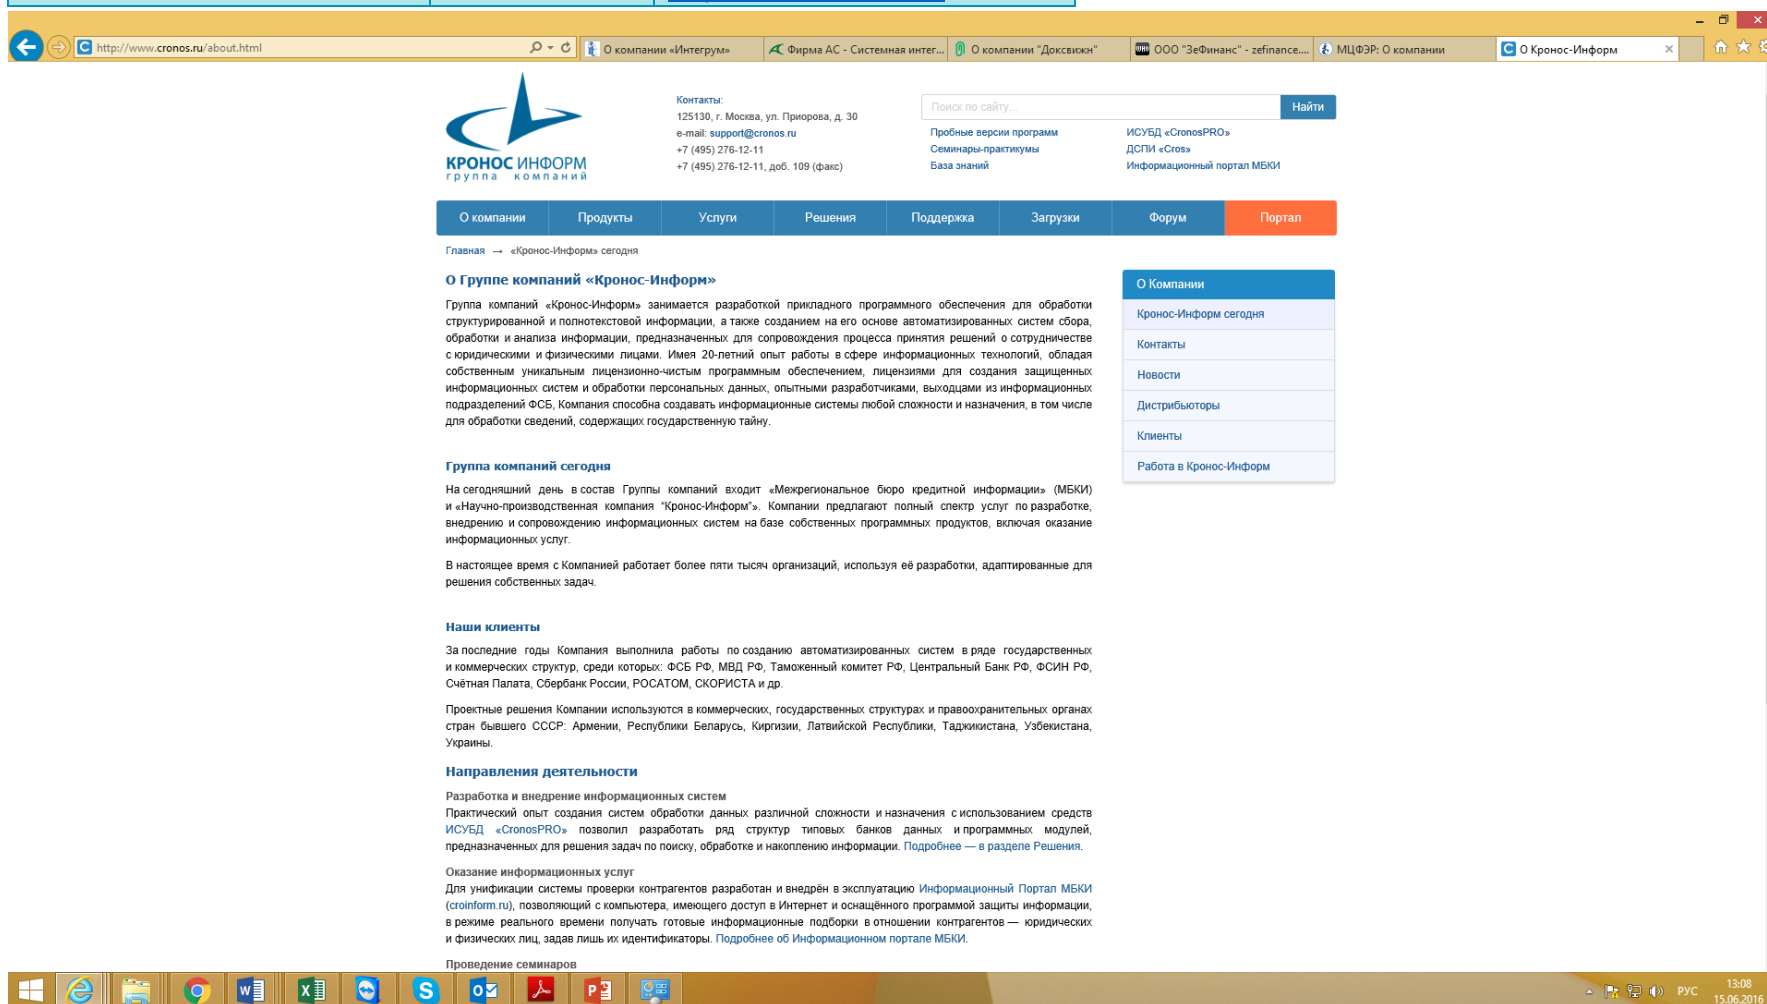 http://www.cronos.ru/about.html
О компании «Интегрум»
Фирма АС - Системная интег...
О компании "Доксвижн"
ООО "ЗеФинанс" - zefinance....
МЦФЭР: О компании
О Кронос-Информ
КРОНОС ИНФОРМ
группа компаний
Контакты:
125130, г. Москва, ул. Приорова, д. 30
e-mail: support@cronos.ru
+7 (495) 276-12-11
+7 (495) 276-12-11, доб. 109 (факс)
Поиск по сайту...
Найти
Пробные версии программ
Семинары-практикумы
База знаний
ИСУБД «CronosPRO»
ДСПИ «Cros»
Информационный портал МБКИ
О компании
Продукты
Услуги
Решения
Поддержка
Загрузки
Форум
Портал
Главная → «Кронос-Информ» сегодня
О Группе компаний «Кронос-Информ»
Группа компаний «Кронос-Информ» занимается разработкой прикладного программного обеспечения для обработки
структурированной и полнотекстовой информации, а также созданием на его основе автоматизированных систем сбора,
обработки и анализа информации, предназначенных для сопровождения процесса принятия решений о сотрудничестве
с юридическими и физическими лицами. Имея 20-летний опыт работы в сфере информационных технологий, обладая
собственным уникальным лицензионно-чистым программным обеспечением, лицензиями для создания защищенных
информационных систем и обработки персональных данных, опытными разработчиками, выходцами из информационных
подразделений ФСБ, Компания способна создавать информационные системы любой сложности и назначения, в том числе
для обработки сведений, содержащих государственную тайну.
Группа компаний сегодня
На сегодняшний день в состав Группы компаний входит «Межрегиональное бюро кредитной информации» (МБКИ)
и «Научно-производственная компания "Кронос-Информ"». Компании предлагают полный спектр услуг по разработке,
внедрению и сопровождению информационных систем на базе собственных программных продуктов, включая оказание
информационных услуг.
В настоящее время с Компанией работает более пяти тысяч организаций, используя её разработки, адаптированные для
решения собственных задач.
Наши клиенты
За последние годы Компания выполнила работы по созданию автоматизированных систем в ряде государственных
и коммерческих структур, среди которых: ФСБ РФ, МВД РФ, Таможенный комитет РФ, Центральный Банк РФ, ФСИН РФ,
Счётная Палата, Сбербанк России, РОСАТОМ, СКОРИСТА и др.
Проектные решения Компании используются в коммерческих, государственных структурах и правоохранительных органах
стран бывшего СССР: Армении, Республики Беларусь, Киргизии, Латвийской Республики, Таджикистана, Узбекистана,
Украины.
Направления деятельности
Разработка и внедрение информационных систем
Практический опыт создания систем обработки данных различной сложности и назначения с использованием средств
ИСУБД «CronosPRO» позволил разработать ряд структур типовых банков данных и программных модулей,
предназначенных для решения задач по поиску, обработке и накоплению информации. Подробнее — в разделе Решения.
Оказание информационных услуг
Для унификации системы проверки контрагентов разработан и внедрён в эксплуатацию Информационный Портал МБКИ
(croinform.ru), позволяющий с компьютера, имеющего доступ в Интернет и оснащённого программой защиты информации,
в режиме реального времени получать готовые информационные подборки в отношении контрагентов — юридических
и физических лиц, задав лишь их идентификаторы. Подробнее об Информационном портале МБКИ.
Проведение семинаров
О Компании
Кронос-Информ сегодня
Контакты
Новости
Дистрибьюторы
Клиенты
Работа в Кронос-Информ
РУС
13:08
15.06.2016